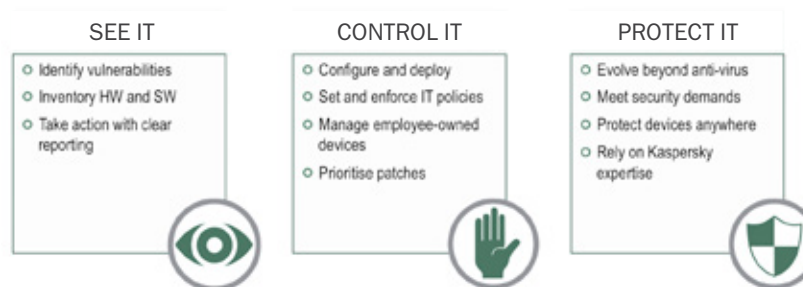 SEE IT
Identify vulnerabilities
Inventory HW and SW
Take action with clear
reporting
CONTROL IT
Configure and deploy
Set and enforce IT policies
Manage employee-owned
devices
Prioritise patches
PROTECT IT
Evolve beyond anti-virus
Meet security demands
Protect devices anywhere
Rely on Kaspersky
expertise